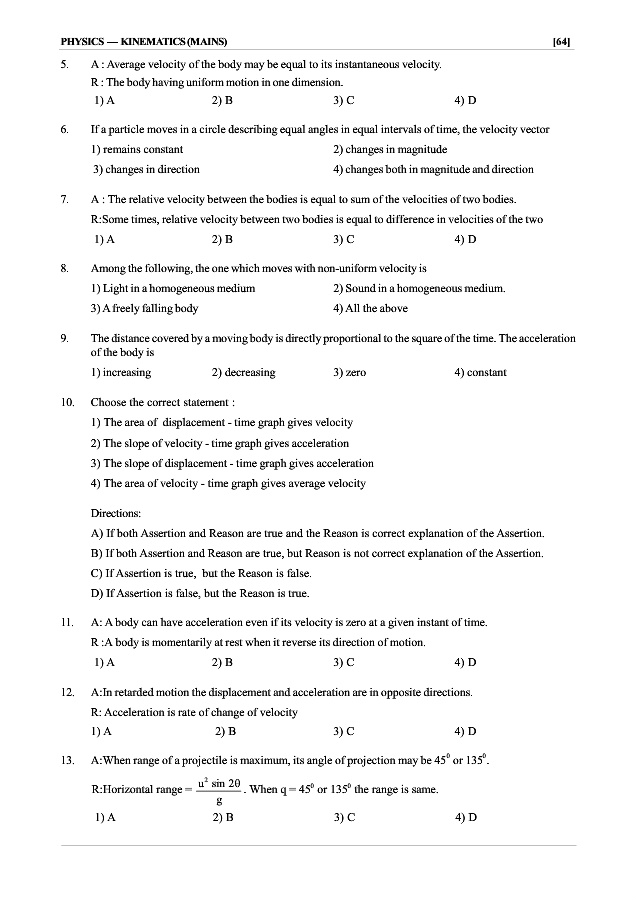 PHYSICS — KINEMATICS (MAINS) [64]
5. A : Average velocity of the body may be equal to its instantaneous velocity.
R : The body having uniform motion in one dimension.
1) A 2) B 3) C 4) D
6. If a particle moves in a circle describing equal angles in equal intervals of time, the velocity vector
1) remains constant 2) changes in magnitude
3) changes in direction 4) changes both in magnitude and direction
7. A : The relative velocity between the bodies is equal to sum of the velocities of two bodies.
R:Some times, relative velocity between two bodies is equal to difference in velocities of the two
1) A 2) B 3) C 4) D
8. Among the following, the one which moves with non-uniform velocity is
1) Light in a homogeneous medium 2) Sound in a homogeneous medium.
3) A freely falling body 4) All the above
9. The distance covered by a moving body is directly proportional to the square of the time. The acceleration
of the body is
1) increasing 2) decreasing 3) zero 4) constant
10. Choose the correct statement :
1) The area of displacement - time graph gives velocity
2) The slope of velocity - time graph gives acceleration
3) The slope of displacement - time graph gives acceleration
4) The area of velocity - time graph gives average velocity
Directions:
A) If both Assertion and Reason are true and the Reason is correct explanation of the Assertion.
B) If both Assertion and Reason are true, but Reason is not correct explanation of the Assertion.
C) If Assertion is true, but the Reason is false.
D) If Assertion is false, but the Reason is true.
11. A: A body can have acceleration even if its velocity is zero at a given instant of time.
R :A body is momentarily at rest when it reverse its direction of motion.
1) A 2) B 3) C 4) D
12. A:In retarded motion the displacement and acceleration are in opposite directions.
R: Acceleration is rate of change of velocity
1) A 2) B 3) C 4) D
13. A:When range of a projectile is maximum, its angle of projection may be 45⁰ or 135⁰.
R:Horizontal range = u² sin 2θ / g . When q = 45⁰ or 135⁰ the range is same.
1) A 2) B 3) C 4) D